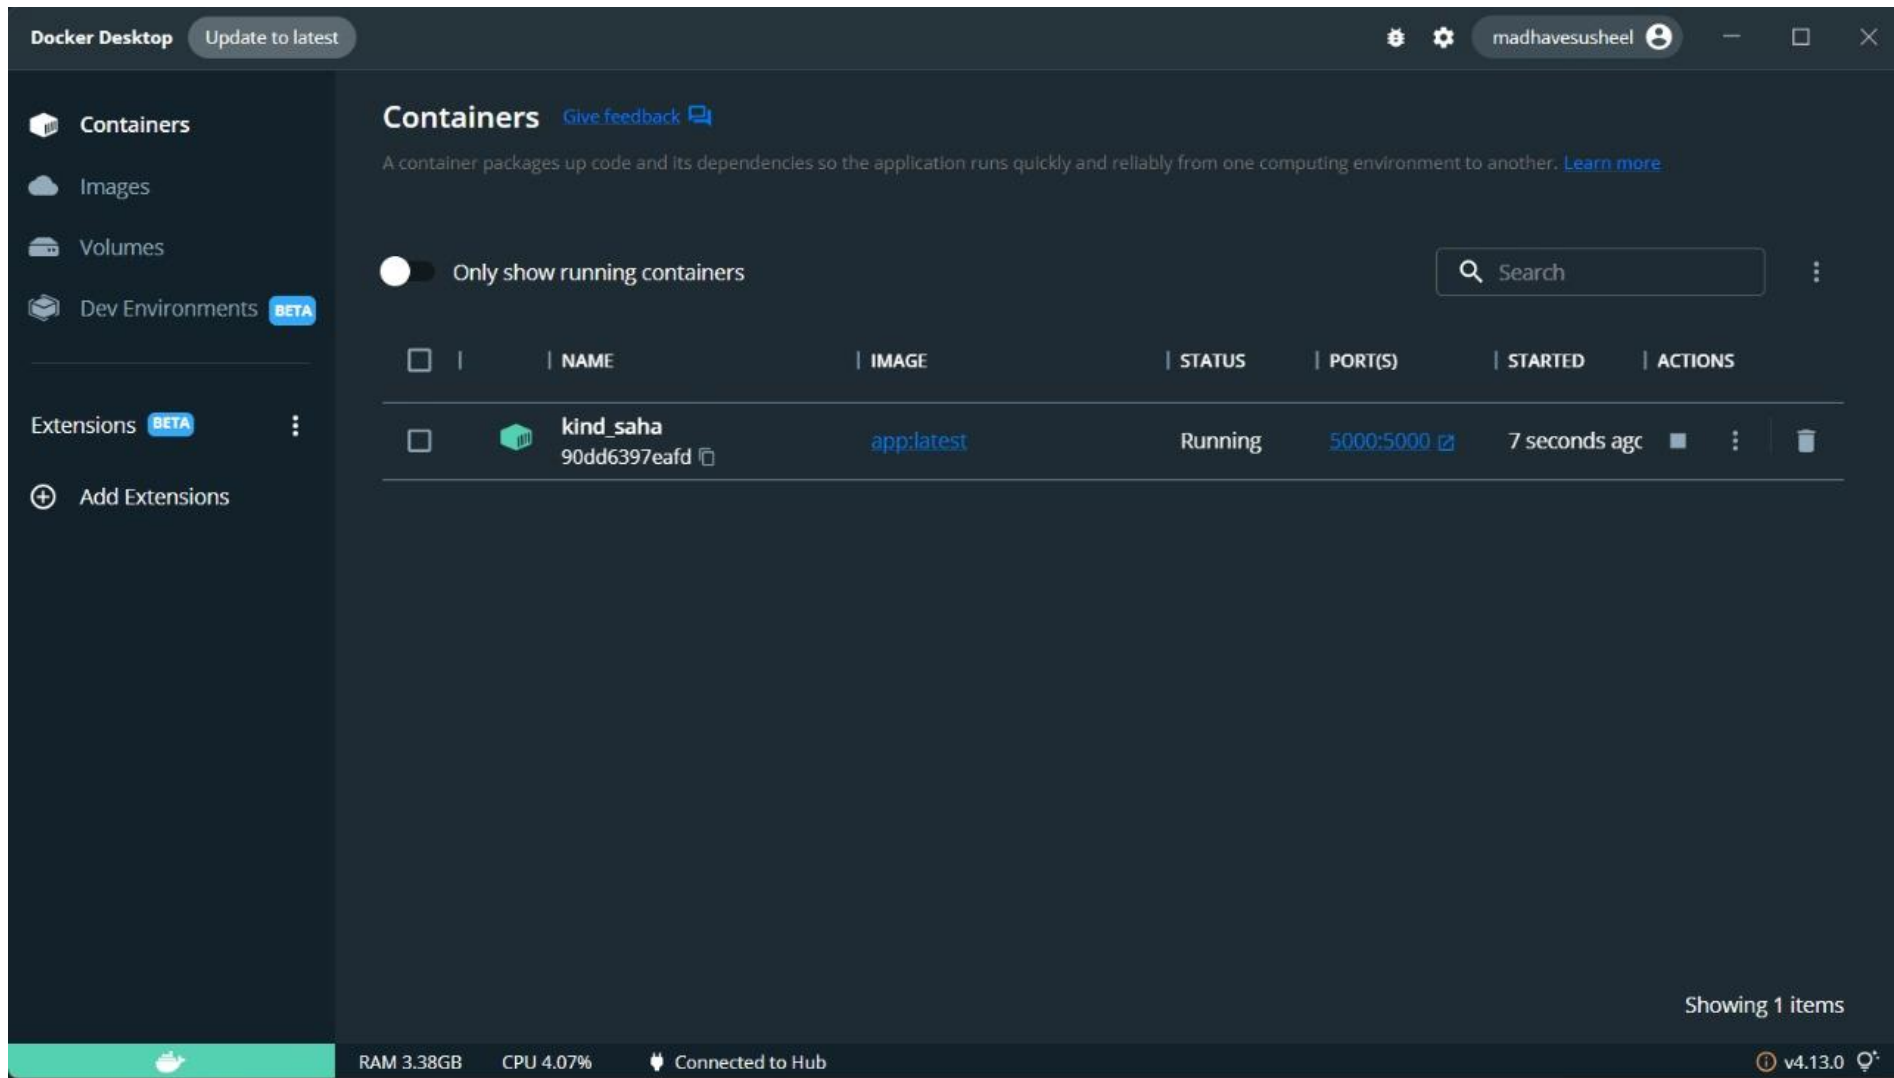 Docker Desktop Update to latest madhavesusheel
Containers
Images
Volumes
Dev Environments BETA
Extensions BETA
Add Extensions
Containers Give feedback
A container packages up code and its dependencies so the application runs quickly and reliably from one computing environment to another. Learn more
Only show running containers Search
NAME IMAGE STATUS PORT(S) STARTED ACTIONS
kind_saha
90dd6397eafd app:latest Running 5000:5000 7 seconds ago
Showing 1 items
RAM 3.38GB CPU 4.07% Connected to Hub v4.13.0